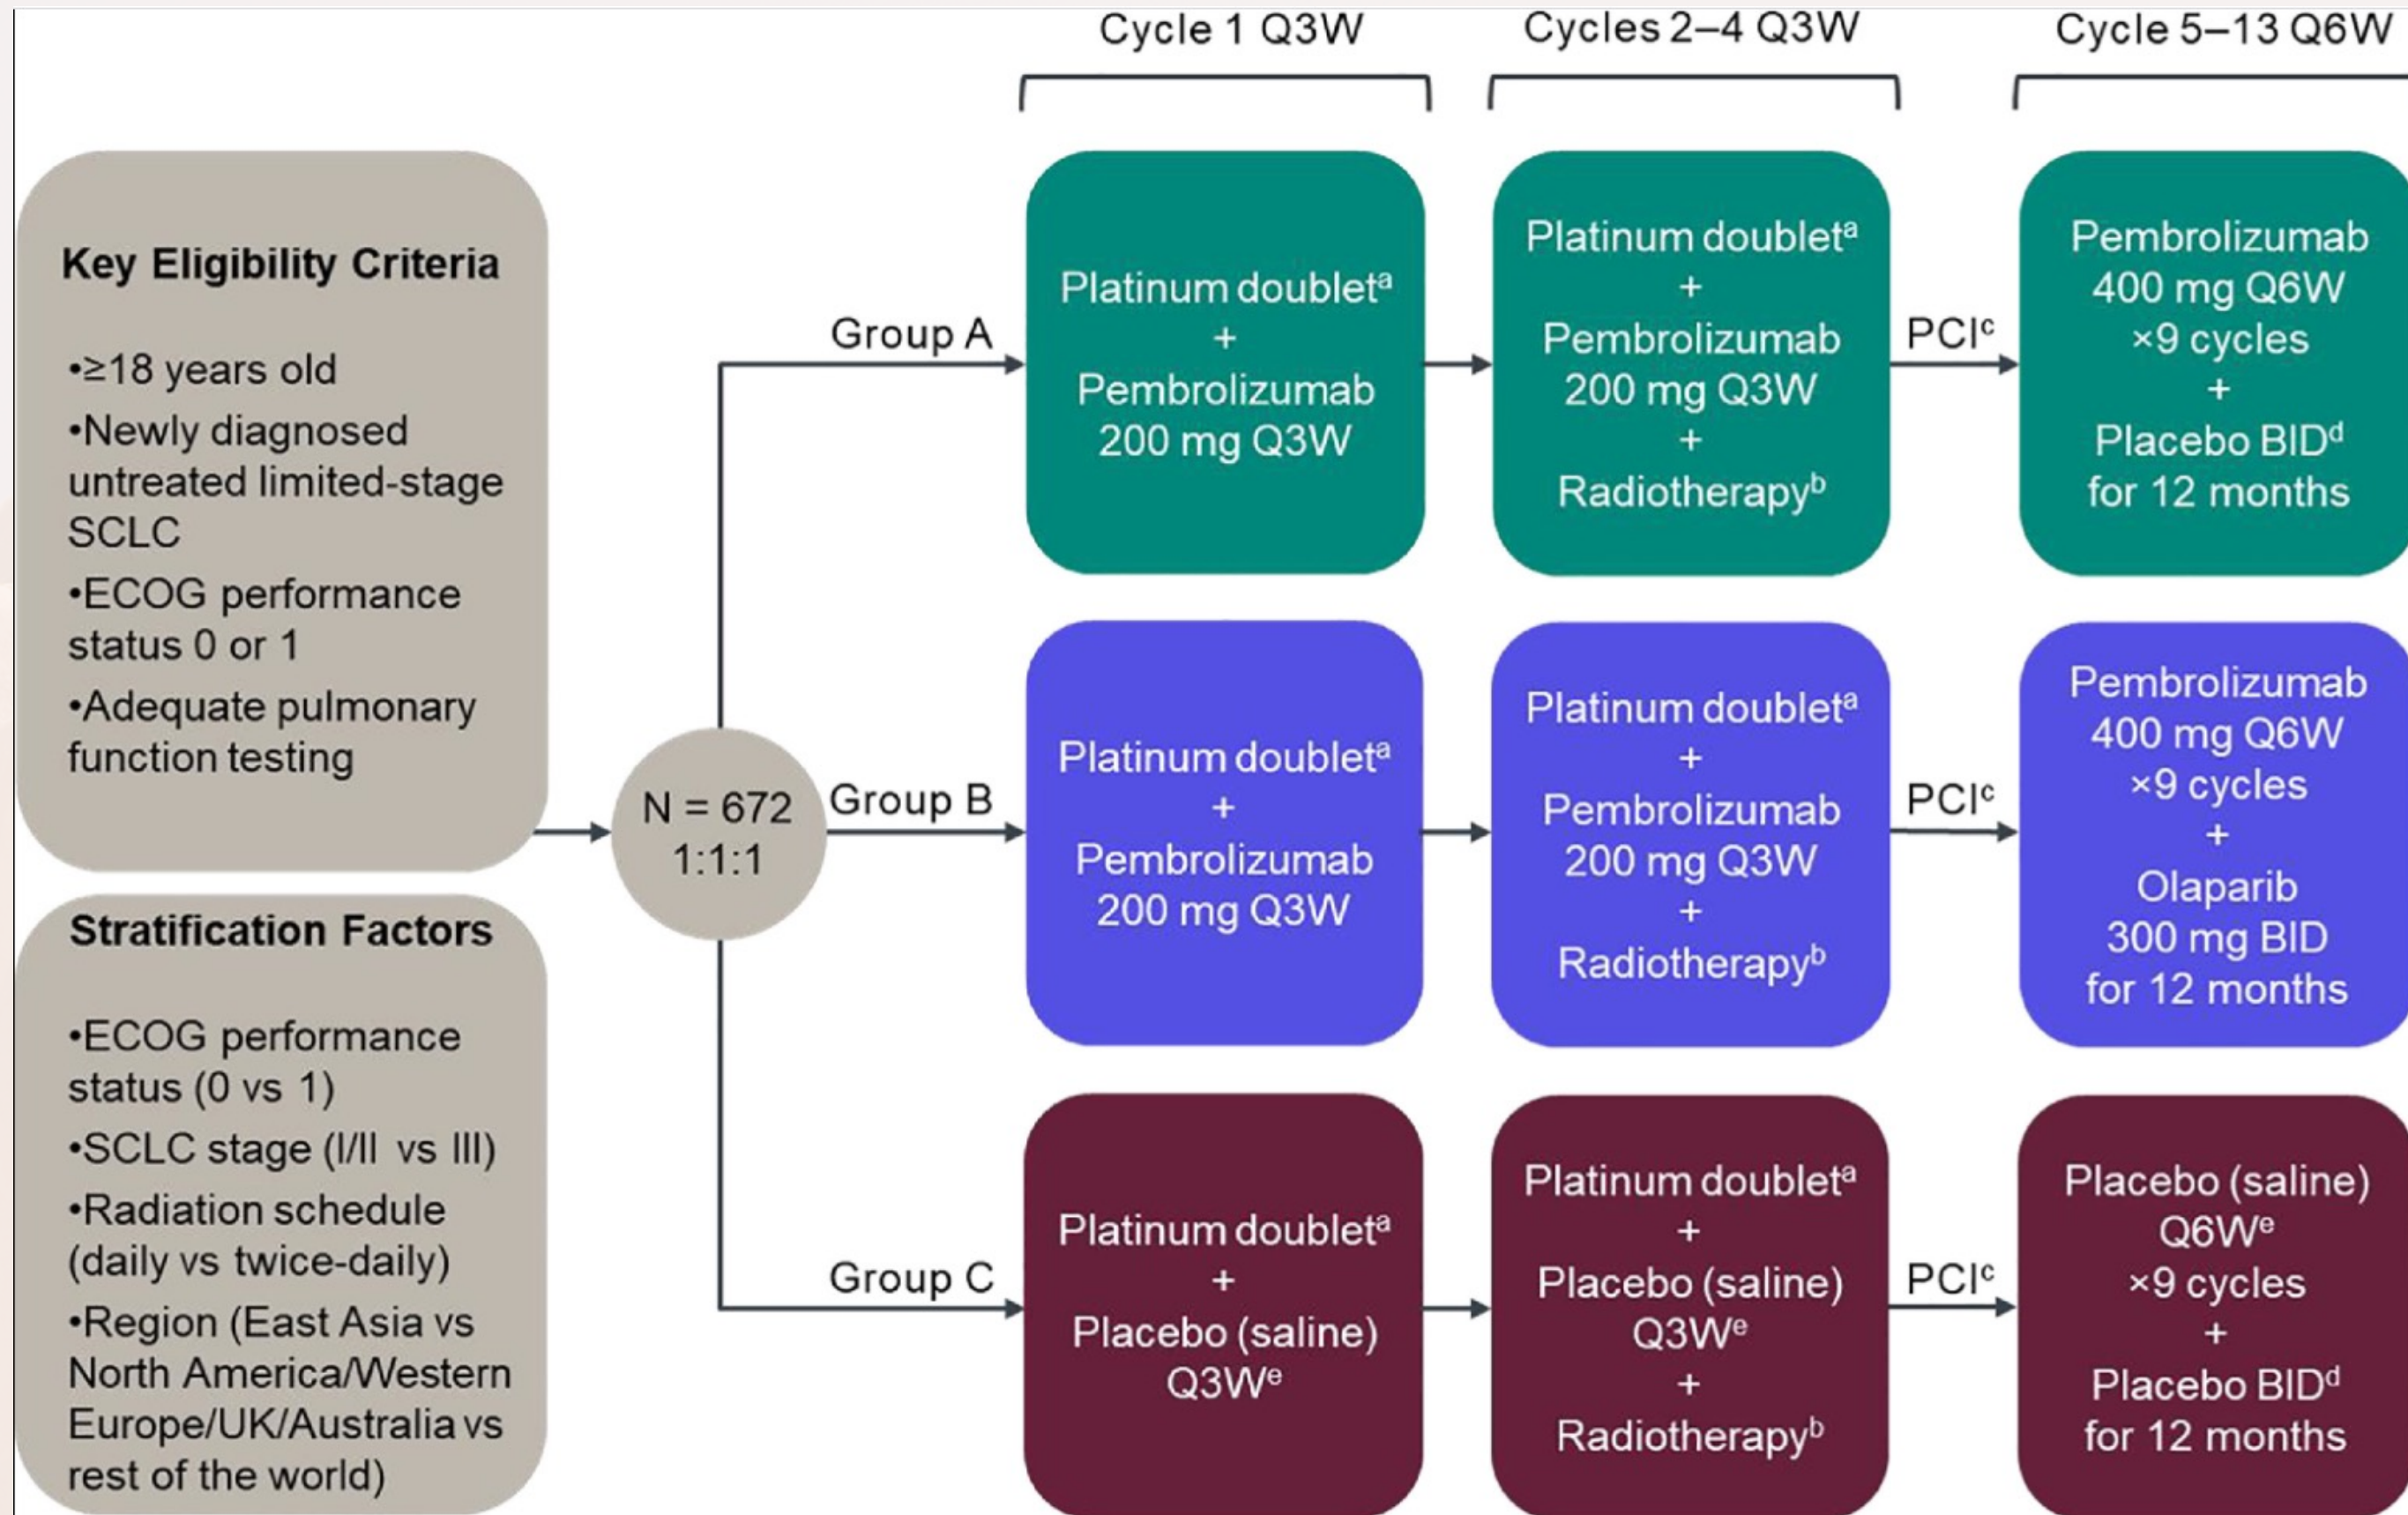 Cycle 1 Q3W
Cycles 2–4 Q3W
Cycle 5–13 Q6W
Key Eligibility Criteria
•≥18 years old
•Newly diagnosed
untreated limited-stage
SCLC
•ECOG performance
status 0 or 1
•Adequate pulmonary
function testing
Stratification Factors
•ECOG performance
status (0 vs 1)
•SCLC stage (I/II vs III)
•Radiation schedule
(daily vs twice-daily)
•Region (East Asia vs
North America/Western
Europe/UK/Australia vs
rest of the world)
N = 672
1:1:1
Group A
Platinum doubletᵃ
+
Pembrolizumab
200 mg Q3W
Platinum doubletᵃ
+
Pembrolizumab
200 mg Q3W
+
Radiotherapyᵇ
PCIᶜ
Pembrolizumab
400 mg Q6W
×9 cycles
+
Placebo BIDᵈ
for 12 months
Group B
Platinum doubletᵃ
+
Pembrolizumab
200 mg Q3W
Platinum doubletᵃ
+
Pembrolizumab
200 mg Q3W
+
Radiotherapyᵇ
PCIᶜ
Pembrolizumab
400 mg Q6W
×9 cycles
+
Olaparib
300 mg BID
for 12 months
Group C
Platinum doubletᵃ
+
Placebo (saline)
Q3Wᵉ
Platinum doubletᵃ
+
Placebo (saline)
Q3Wᵉ
+
Radiotherapyᵇ
PCIᶜ
Placebo (saline)
Q6Wᵉ
×9 cycles
+
Placebo BIDᵈ
for 12 months